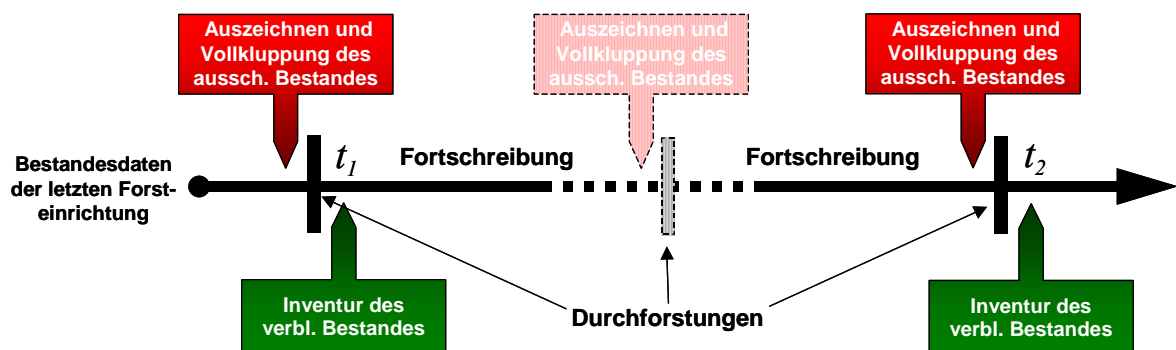 Auszeichnen und
Vollkluppung des
aussch. Bestandes
Auszeichnen und
Vollkluppung des
aussch. Bestandes
Auszeichnen und
Vollkluppung des
aussch. Bestandes
Bestandesdaten
der letzten Forst-
einrichtung
t1
Fortschreibung
Fortschreibung
t2
Inventur des
verbl. Bestandes
Durchforstungen
Inventur des
verbl. Bestandes